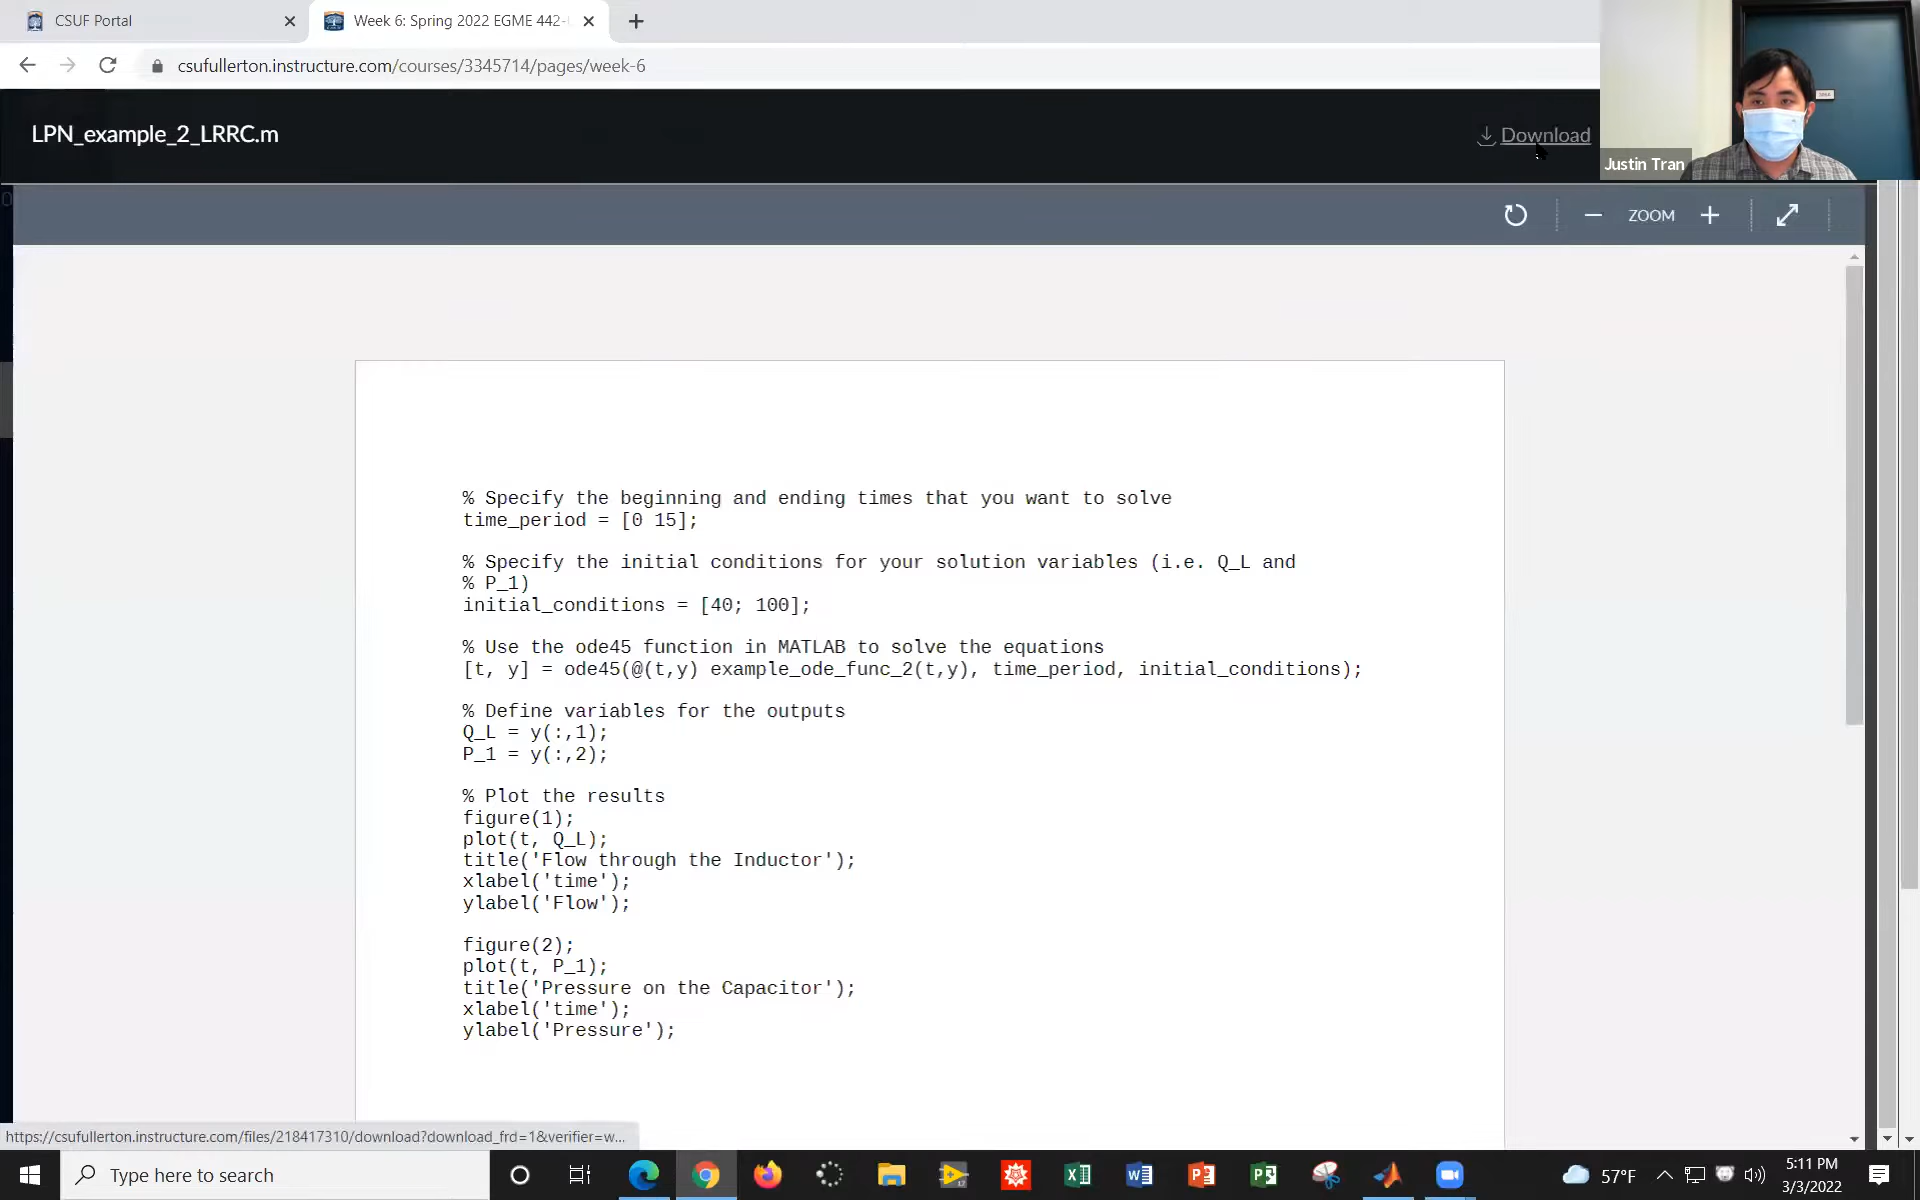 CSUF Portal
Week 6: Spring 2022 EGME 442-
csufullerton.instructure.com/courses/3345714/pages/week-6
LPN_example_2_LRRC.m
Download
Justin Tran
ZOOM
% Specify the beginning and ending times that you want to solve
time_period = [0 15];
% Specify the initial conditions for your solution variables (i.e. Q_L and
% P_1)
initial_conditions = [40; 100];
% Use the ode45 function in MATLAB to solve the equations
[t, y] = ode45(@(t,y) example_ode_func_2(t,y), time_period, initial_conditions);
% Define variables for the outputs
Q_L = y(:,1);
P_1 = y(:,2);
% Plot the results
figure(1);
plot(t, Q_L);
title('Flow through the Inductor');
xlabel('time');
ylabel('Flow');
figure(2);
plot(t, P_1);
title('Pressure on the Capacitor');
xlabel('time');
ylabel('Pressure');
https://csufullerton.instructure.com/files/218417310/download?download_frd=1&verifier=w...
Type here to search
57°F
5:11 PM
3/3/2022